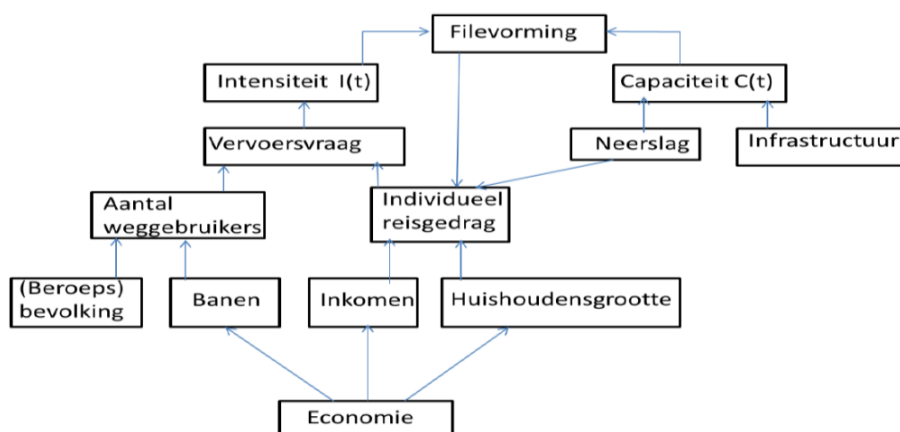 Filevorming
Intensiteit I(t)
Capaciteit C(t)
Vervoersvraag
Neerslag
Infrastructuur
Aantal
weggebruikers
Individueel
reisgedrag
(Beroeps)
bevolking
Banen
Inkomen
Huishoudensgrootte
Economie